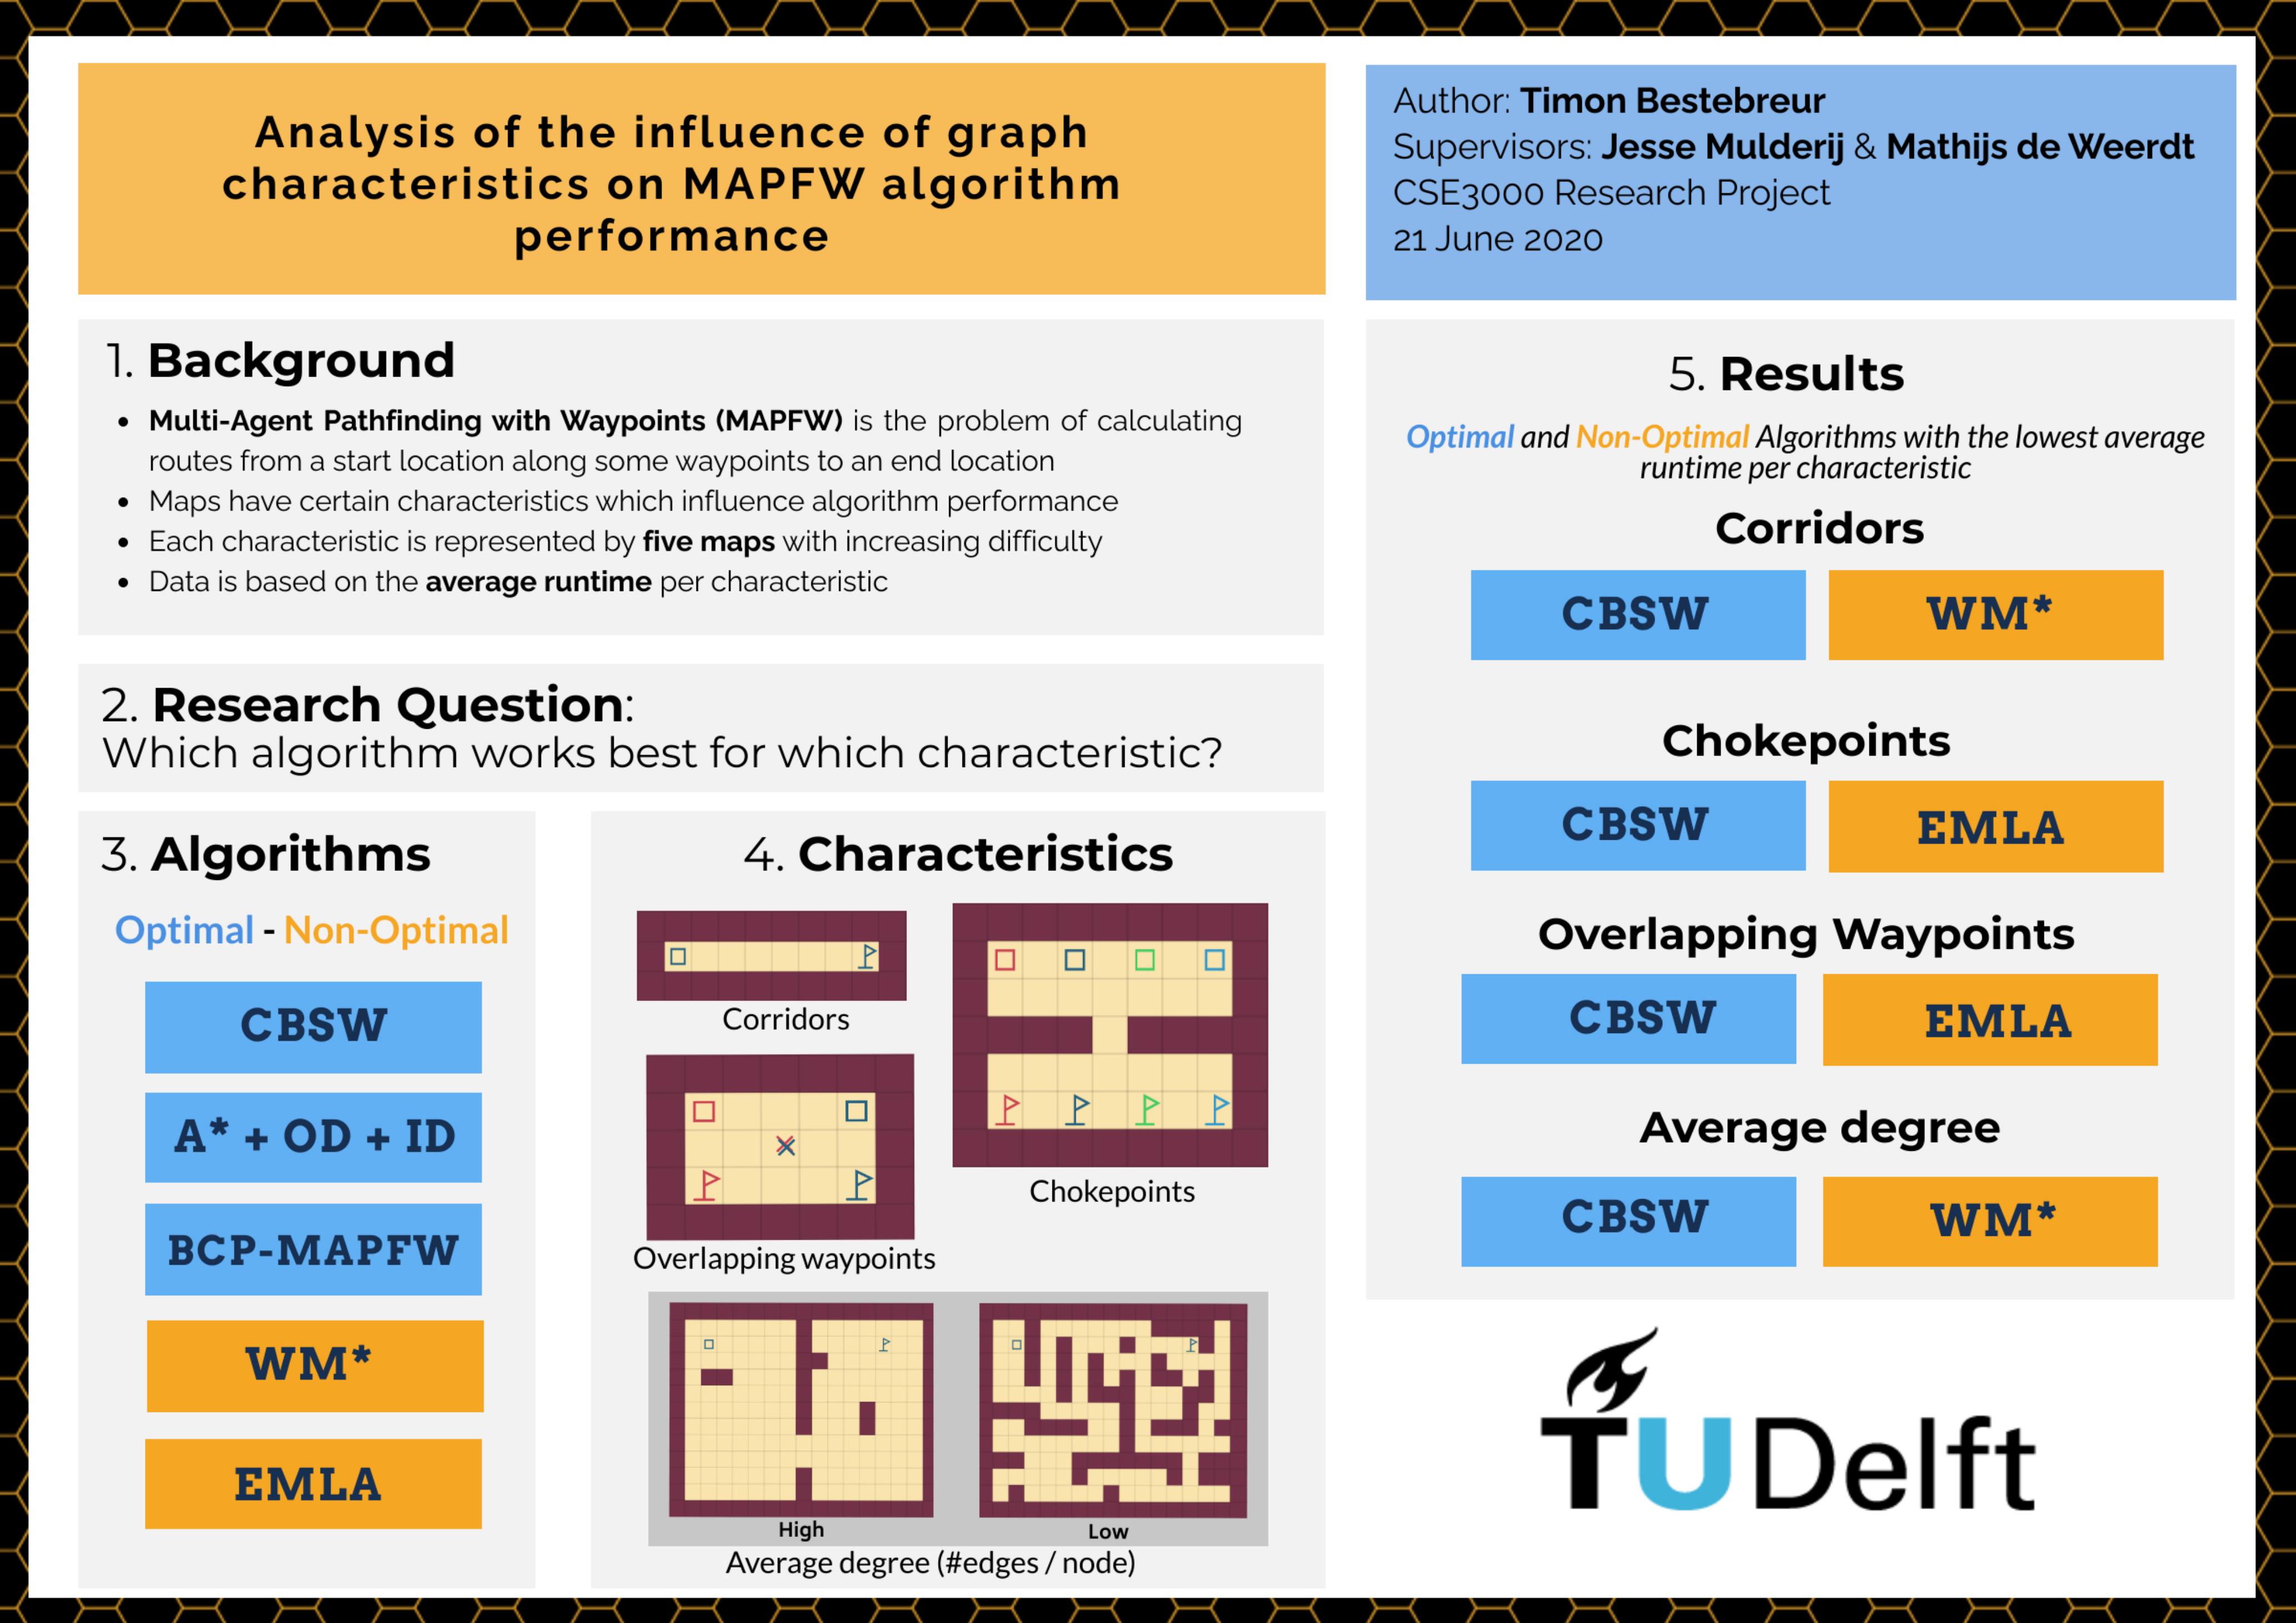 Analysis of the influence of graph
characteristics on MAPFW algorithm
performance
Author: Timon Bestebreur
Supervisors: Jesse Mulderij & Mathijs de Weerdt
CSE3000 Research Project
21 June 2020
1. Background
• Multi-Agent Pathfinding with Waypoints (MAPFW) is the problem of calculating
routes from a start location along some waypoints to an end location
• Maps have certain characteristics which influence algorithm performance
• Each characteristic is represented by five maps with increasing difficulty
• Data is based on the average runtime per characteristic
2. Research Question:
Which algorithm works best for which characteristic?
3. Algorithms
Optimal - Non-Optimal
CBSW
A* + OD + ID
BCP-MAPFW
WM*
EMLA
4. Characteristics
Corridors
Chokepoints
Overlapping waypoints
High
Low
Average degree (#edges / node)
5. Results
Optimal and Non-Optimal Algorithms with the lowest average
runtime per characteristic
Corridors
CBSW
WM*
Chokepoints
CBSW
EMLA
Overlapping Waypoints
CBSW
EMLA
Average degree
CBSW
WM*
TU Delft